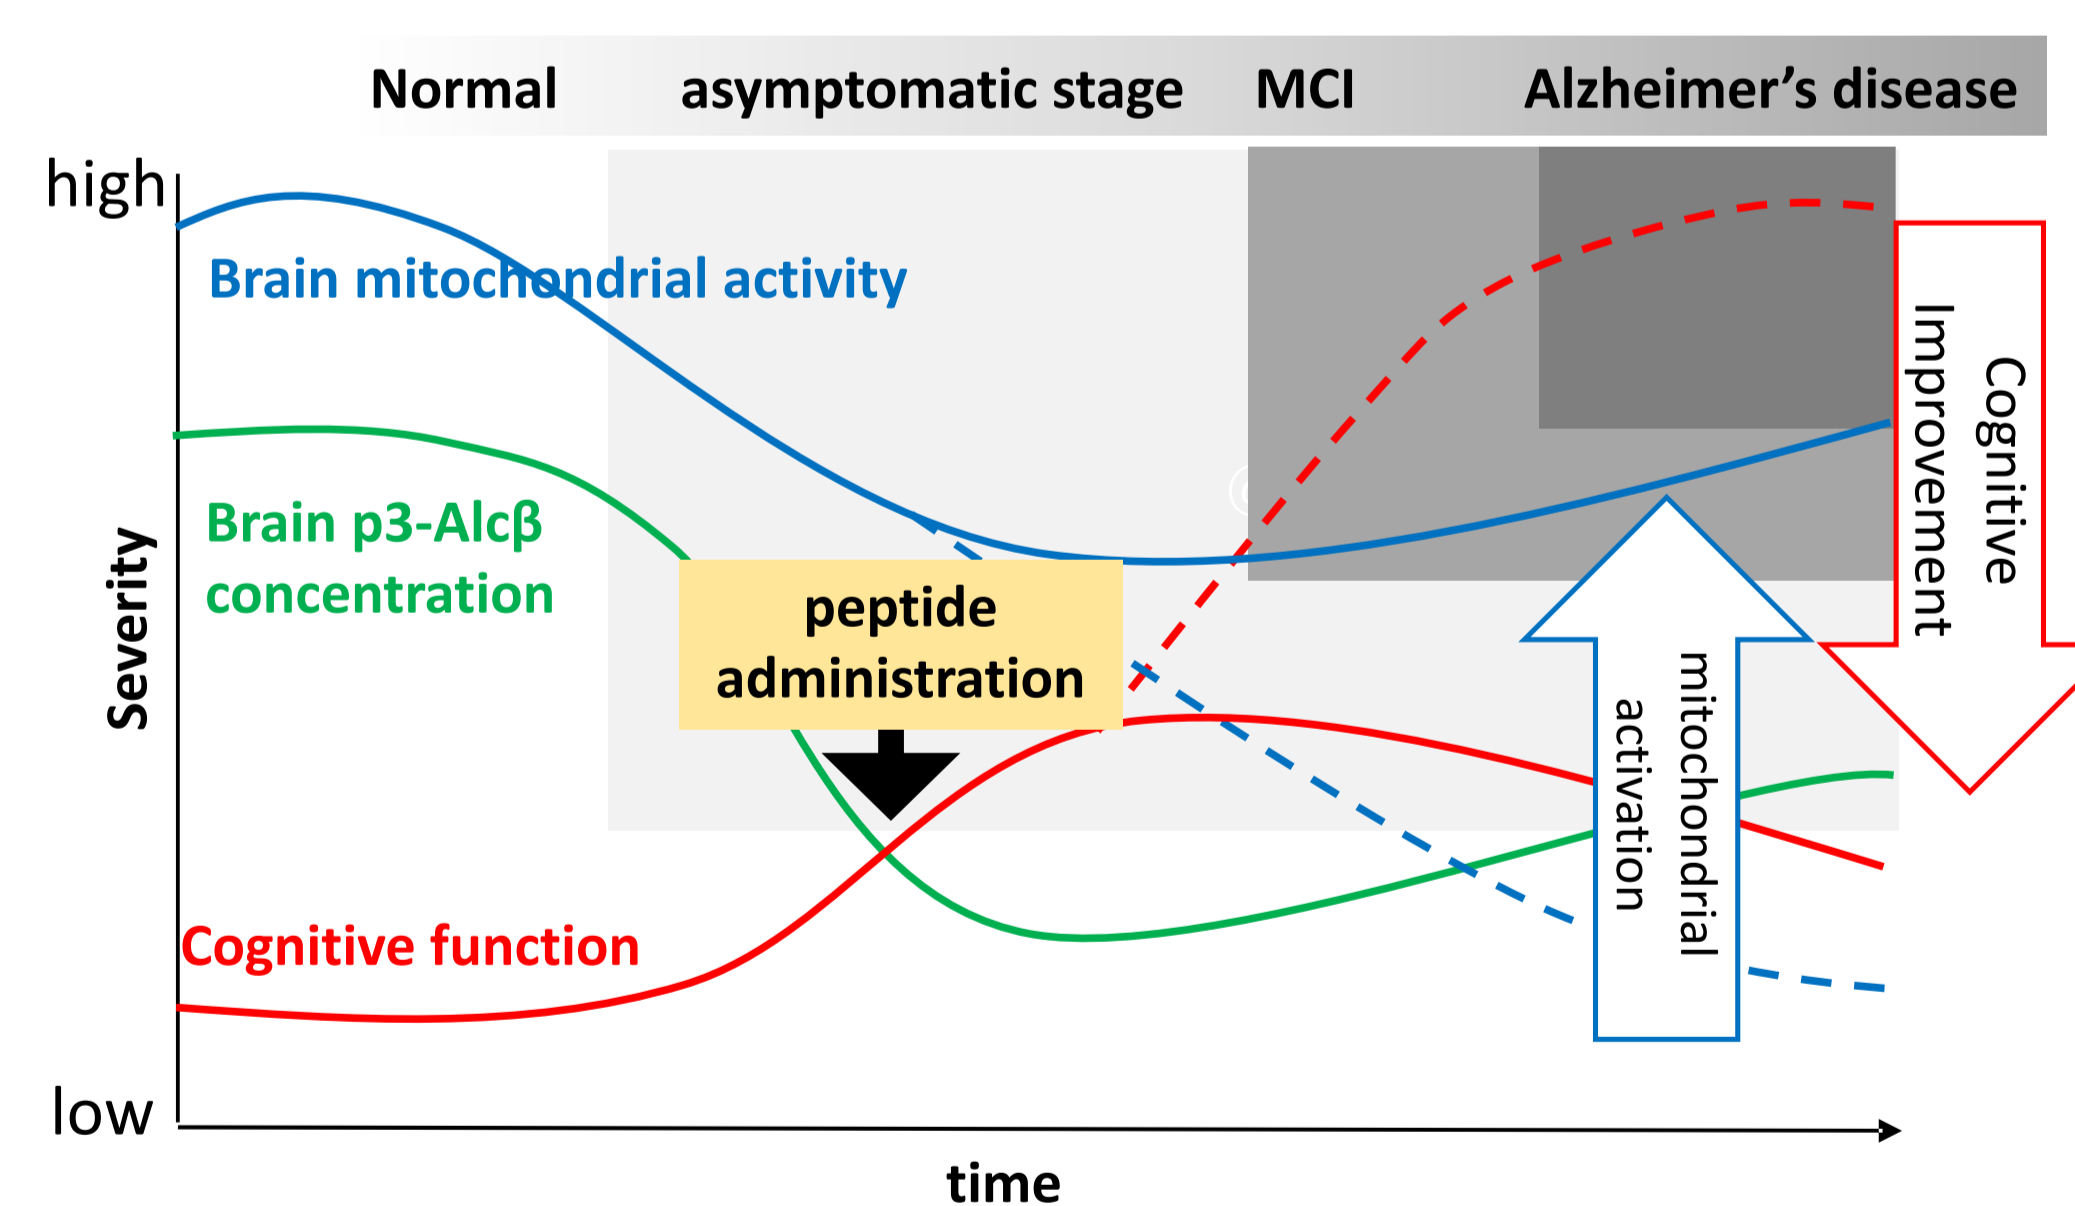 Normal
asymptomatic stage
MCI
Alzheimer’s disease
high
Brain mitochondrial activity
Brain p3-Alcβ
concentration
Severity
peptide
administration
Cognitive function
low
time
mitochondrial
activation
Cognitive
Improvement